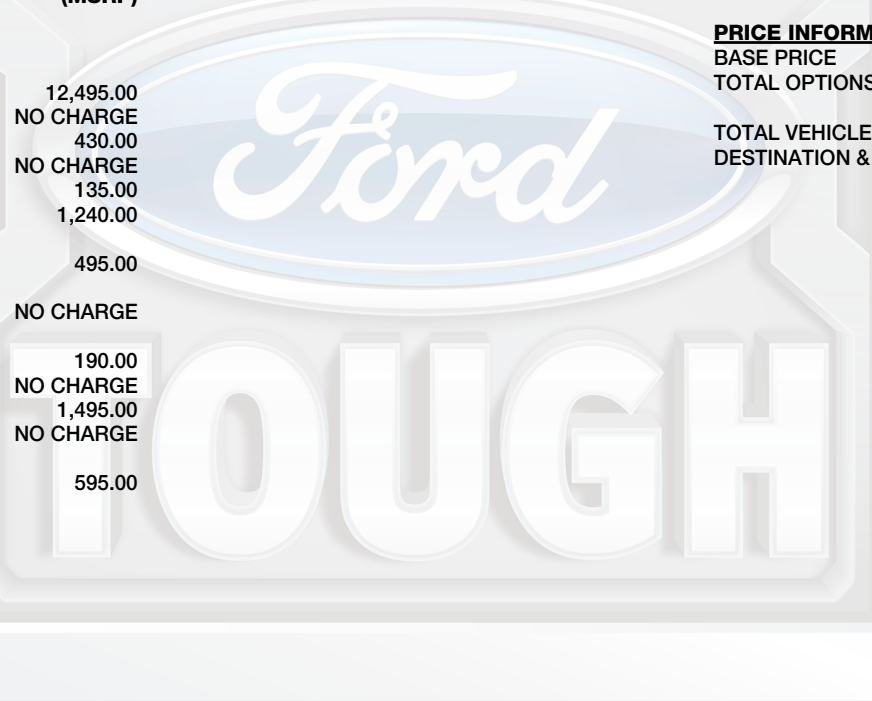 (MSRP)
12,495.00
NO CHARGE
430.00
NO CHARGE
135.00
1,240.00
495.00
NO CHARGE
190.00
NO CHARGE
1,495.00
NO CHARGE
595.00
PRICE INFORM
BASE PRICE
TOTAL OPTIONS
TOTAL VEHICLE
DESTINATION &
Ford
TOUGH